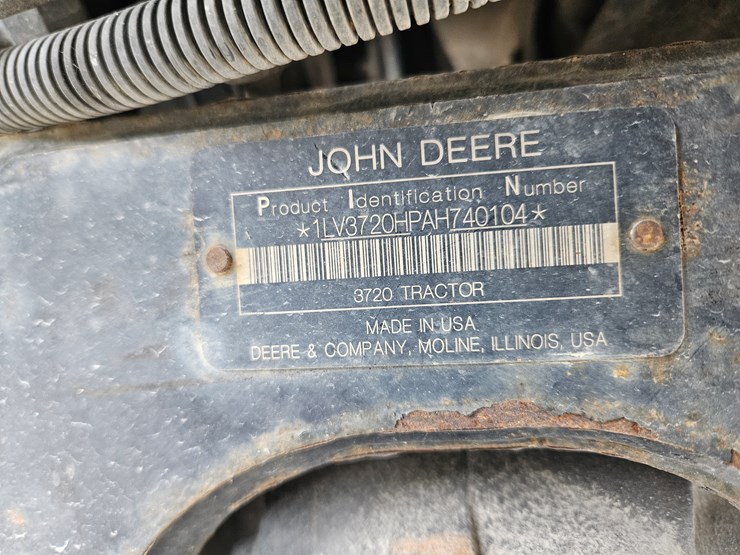 JOHN DEERE
Product Identification Number
*1LV3720HPAH740104*
3720 TRACTOR
MADE IN USA
DEERE & COMPANY, MOLINE, ILLINOIS, USA